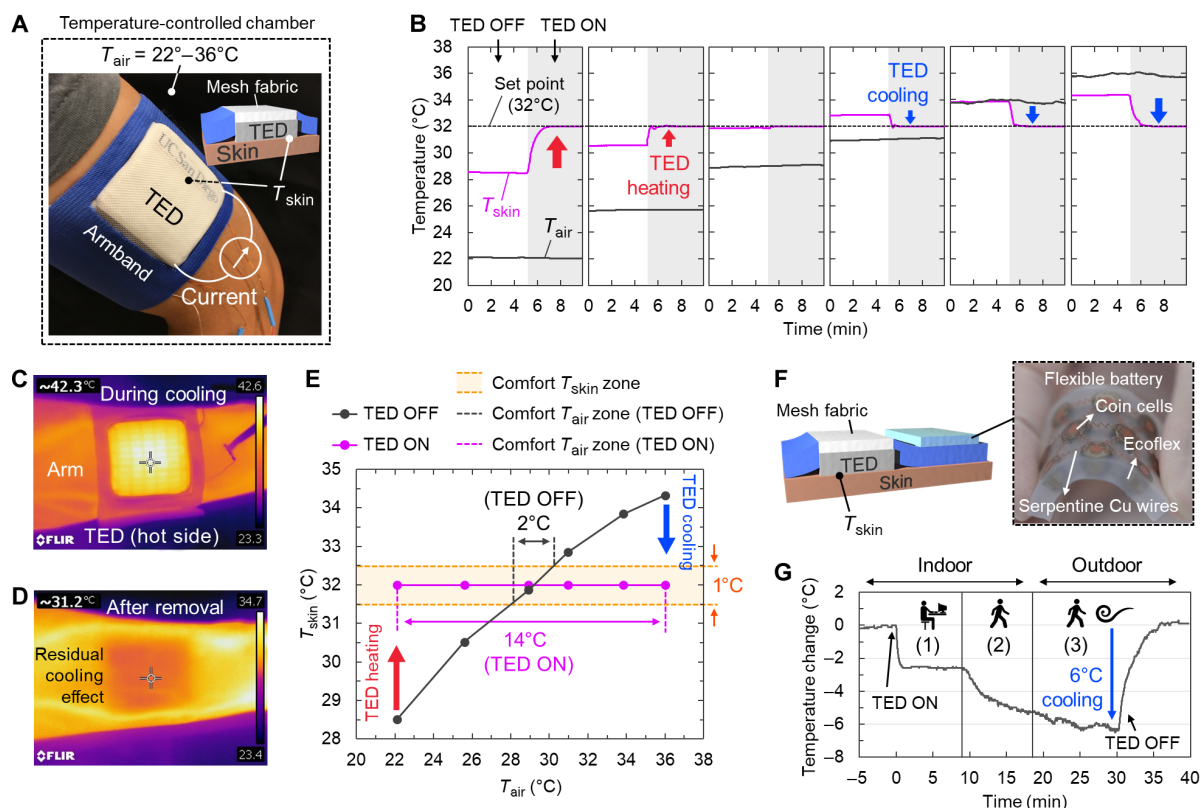 A
Temperature-controlled chamber
T_air = 22°–36°C
Mesh fabric
TED
Skin
T_skin
UC San Diego
TED
Armband
Current
B
TED OFF
TED ON
Temperature (°C)
38
36
34
32
30
28
26
24
22
20
Set point
(32°C)
T_skin
T_air
TED
heating
TED
cooling
0 2 4 6 8
0 2 4 6 8
0 2 4 6 8
0 2 4 6 8
0 2 4 6 8
0 2 4 6 8
Time (min)
C
~42.3°C
42.6
During cooling
Arm
TED (hot side)
FLIR
23.3
D
~31.2°C
34.7
After removal
Residual
cooling
effect
FLIR
23.4
E
Comfort T_skin zone
TED OFF
Comfort T_air zone (TED OFF)
TED ON
Comfort T_air zone (TED ON)
T_skin (°C)
35
34
33
32
31
30
29
28
(TED OFF)
2°C
TED cooling
1°C
14°C
(TED ON)
TED heating
20 22 24 26 28 30 32 34 36 38
T_air (°C)
F
Mesh fabric
TED
Skin
T_skin
Flexible battery
Coin cells
Ecoflex
Serpentine Cu wires
G
Indoor
Outdoor
Temperature change (°C)
2
0
−2
−4
−6
−8
(1)
(2)
(3)
TED ON
6°C
cooling
TED OFF
−5 0 5 10 15 20 25 30 35 40
Time (min)